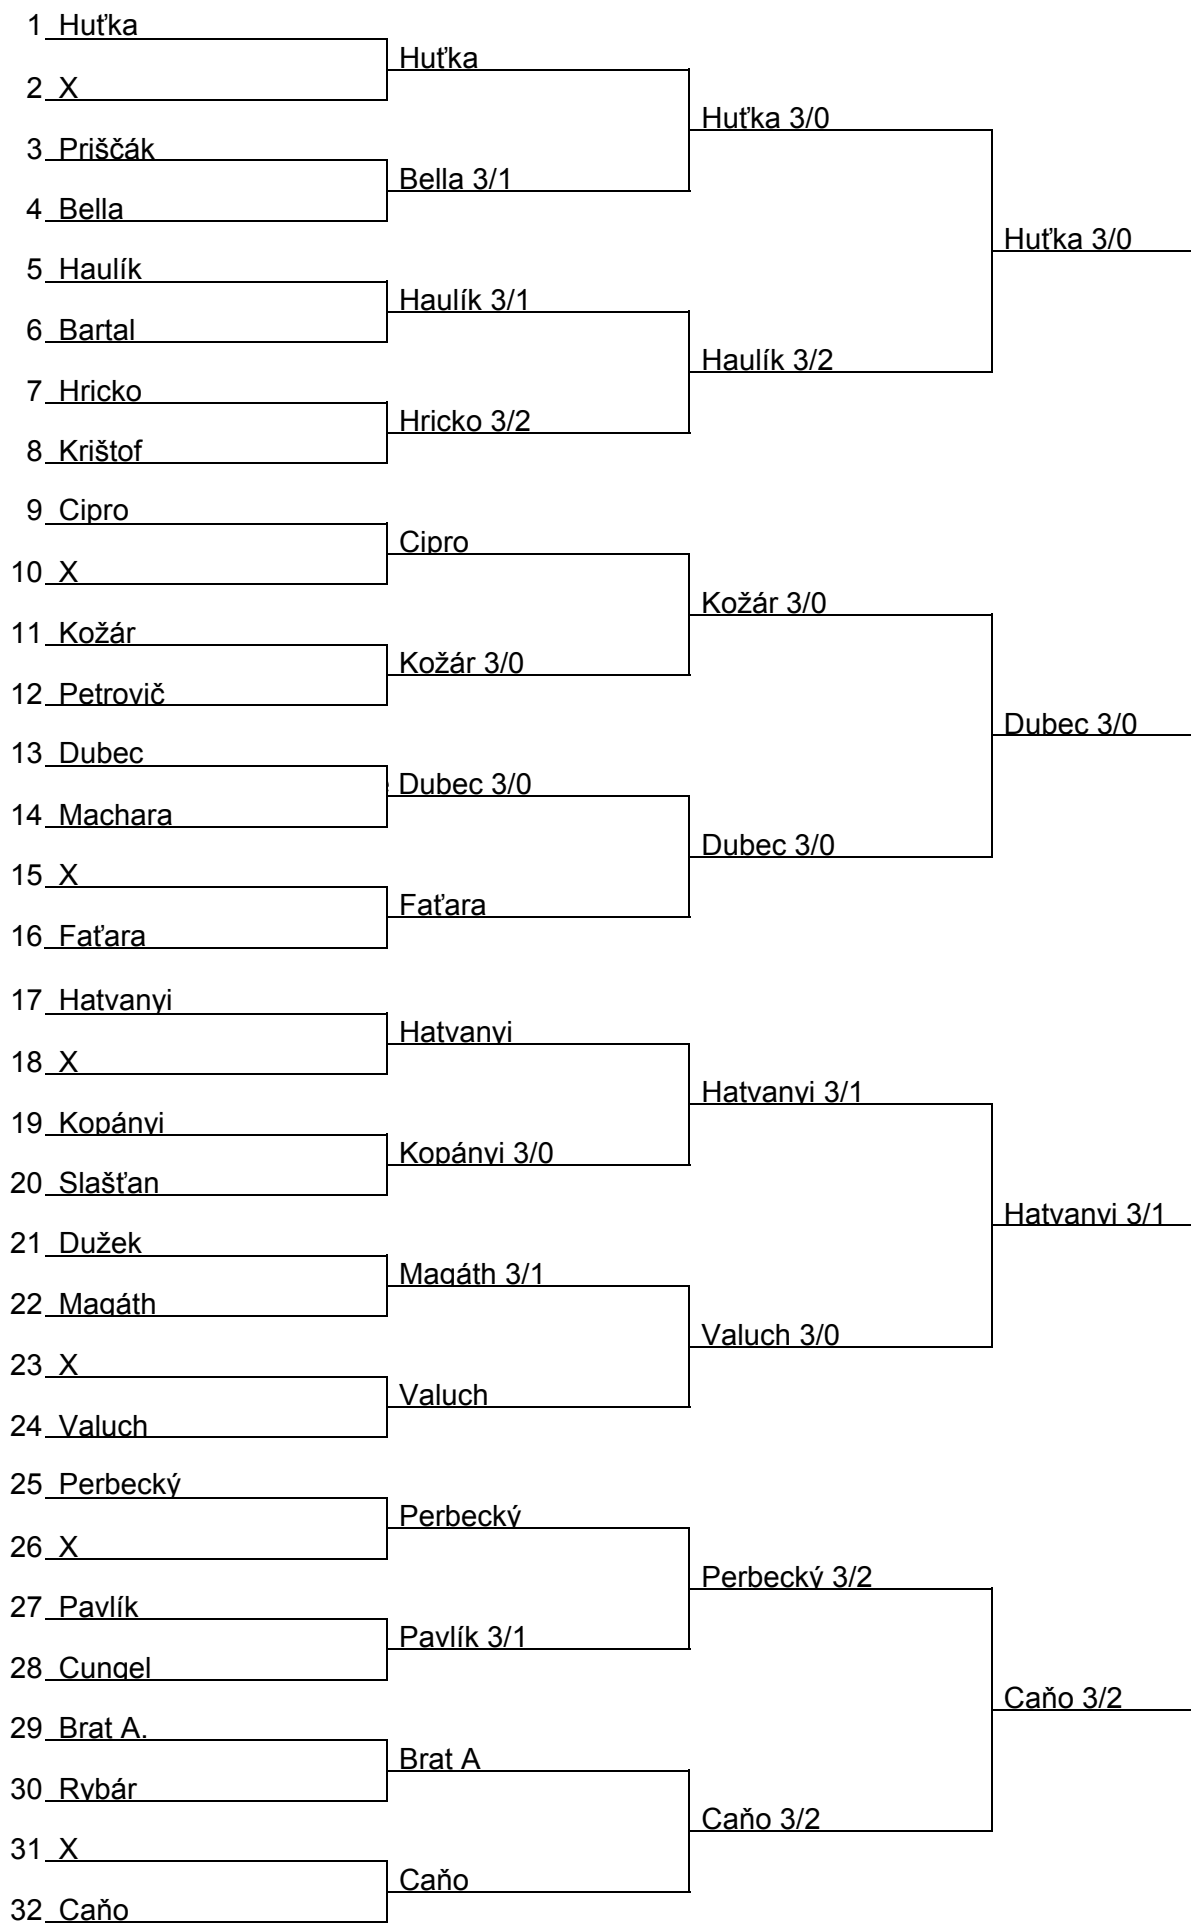 1 Huťka
Huťka
2 X
Huťka 3/0
3 Priščák
Bella 3/1
4 Bella
Huťka 3/0
5 Haulík
Haulík 3/1
6 Bartal
Haulík 3/2
7 Hricko
Hricko 3/2
8 Krištof
9 Cipro
Cipro
10 X
Kožár 3/0
11 Kožár
Kožár 3/0
12 Petrovič
Dubec 3/0
13 Dubec
Dubec 3/0
14 Machara
Dubec 3/0
15 X
Faťara
16 Faťara
17 Hatvanyi
Hatvanyi
18 X
Hatvanyi 3/1
19 Kopányi
Kopányi 3/0
20 Slašťan
Hatvanyi 3/1
21 Dužek
Magáth 3/1
22 Magáth
Valuch 3/0
23 X
Valuch
24 Valuch
25 Perbecký
Perbecký
26 X
Perbecký 3/2
27 Pavlík
Pavlík 3/1
28 Cungel
Caňo 3/2
29 Brat A.
Brat A
30 Rybár
Caňo 3/2
31 X
Caňo
32 Caňo